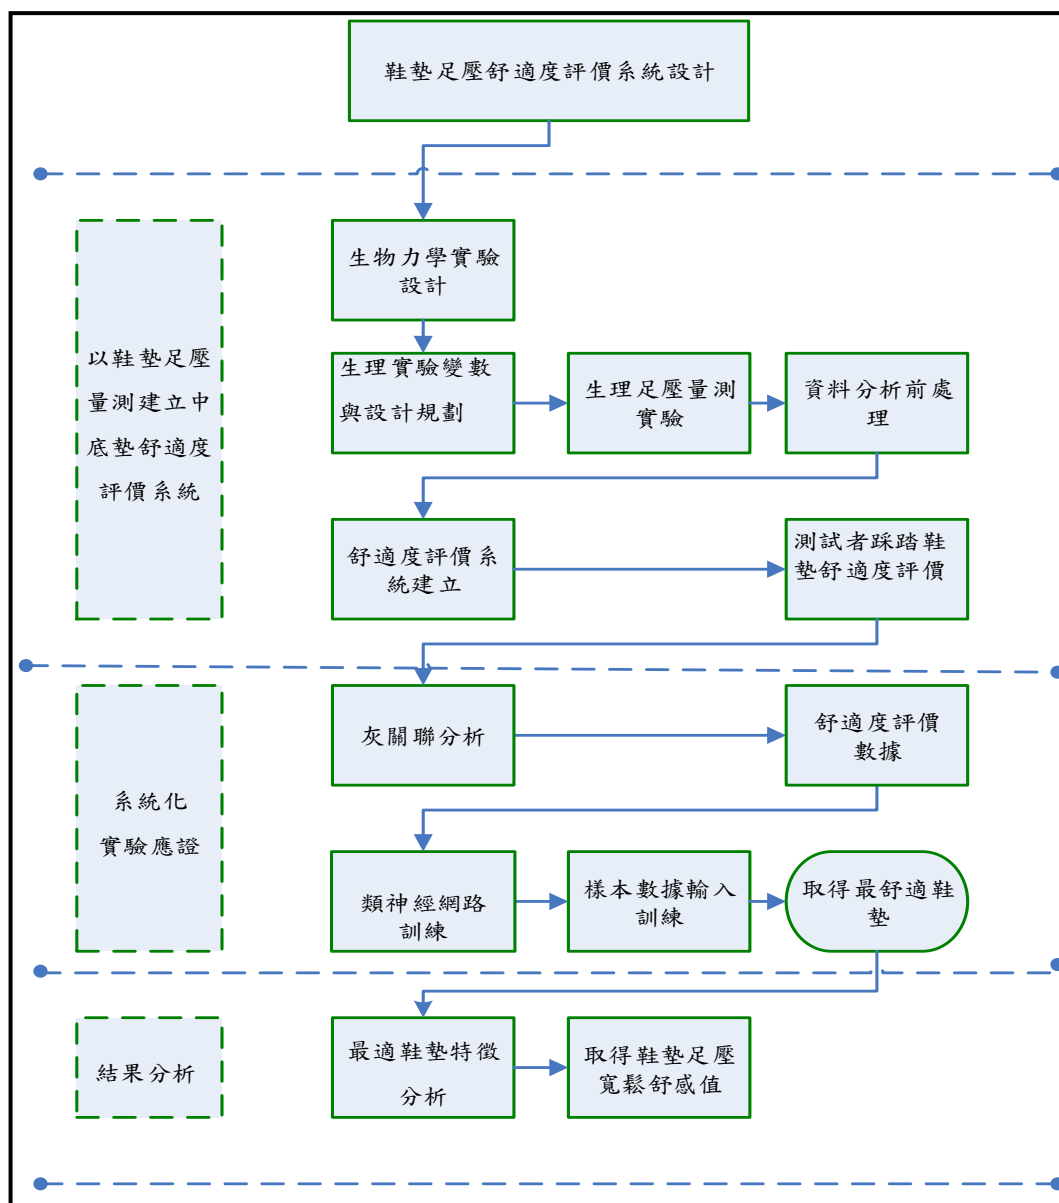 鞋墊足壓舒適度評價系統設計
以鞋墊足壓
量測建立中
底墊舒適度
評價系統
生物力學實驗
設計
生理實驗變數
與設計規劃
生理足壓量測
實驗
資料分析前處
理
舒適度評價系
統建立
測試者踩踏鞋
墊舒適度評價
系統化
實驗應證
灰關聯分析
舒適度評價
數據
類神經網路
訓練
樣本數據輸入
訓練
取得最舒適鞋
墊
結果分析
最適鞋墊特徵
分析
取得鞋墊足壓
寬鬆舒感值